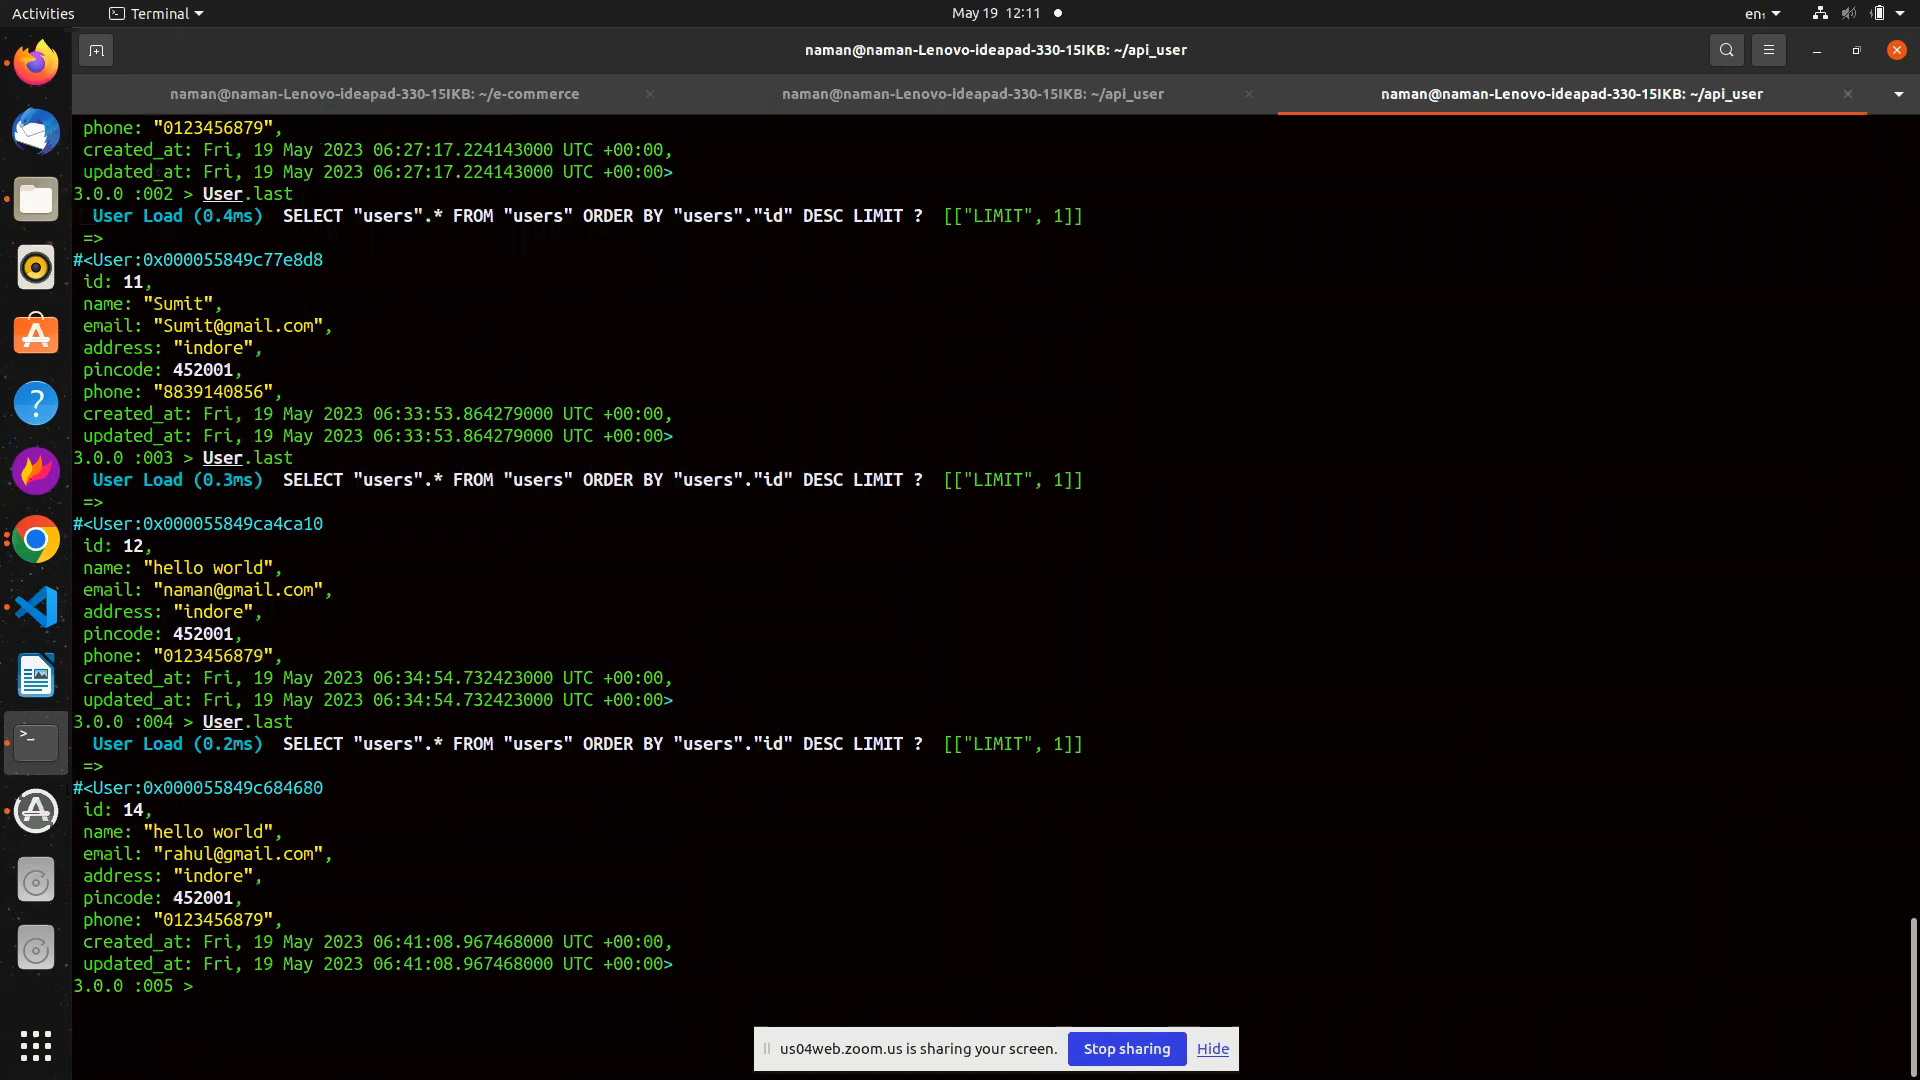 Activities
Terminal
May 19 12:11
en₁
naman@naman-Lenovo-ideapad-330-15IKB: ~/api_user
naman@naman-Lenovo-ideapad-330-15IKB: ~/e-commerce
naman@naman-Lenovo-ideapad-330-15IKB: ~/api_user
naman@naman-Lenovo-ideapad-330-15IKB: ~/api_user
phone: "0123456879",
created_at: Fri, 19 May 2023 06:27:17.224143000 UTC +00:00,
updated_at: Fri, 19 May 2023 06:27:17.224143000 UTC +00:00>
3.0.0 :002 > User.last
User Load (0.4ms)  SELECT "users".* FROM "users" ORDER BY "users"."id" DESC LIMIT ?  [["LIMIT", 1]]
=>
#<User:0x000055849c77e8d8
id: 11,
name: "Sumit",
email: "Sumit@gmail.com",
address: "indore",
pincode: 452001,
phone: "8839140856",
created_at: Fri, 19 May 2023 06:33:53.864279000 UTC +00:00,
updated_at: Fri, 19 May 2023 06:33:53.864279000 UTC +00:00>
3.0.0 :003 > User.last
User Load (0.3ms)  SELECT "users".* FROM "users" ORDER BY "users"."id" DESC LIMIT ?  [["LIMIT", 1]]
=>
#<User:0x000055849ca4ca10
id: 12,
name: "hello world",
email: "naman@gmail.com",
address: "indore",
pincode: 452001,
phone: "0123456879",
created_at: Fri, 19 May 2023 06:34:54.732423000 UTC +00:00,
updated_at: Fri, 19 May 2023 06:34:54.732423000 UTC +00:00>
3.0.0 :004 > User.last
User Load (0.2ms)  SELECT "users".* FROM "users" ORDER BY "users"."id" DESC LIMIT ?  [["LIMIT", 1]]
=>
#<User:0x000055849c684680
id: 14,
name: "hello world",
email: "rahul@gmail.com",
address: "indore",
pincode: 452001,
phone: "0123456879",
created_at: Fri, 19 May 2023 06:41:08.967468000 UTC +00:00,
updated_at: Fri, 19 May 2023 06:41:08.967468000 UTC +00:00>
3.0.0 :005 >
us04web.zoom.us is sharing your screen.
Stop sharing
Hide